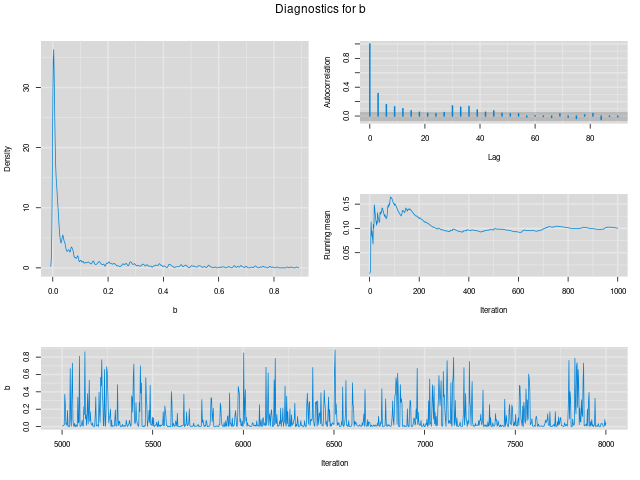 Diagnostics for b
Density
0 10 20 30
0.0 0.2 0.4 0.6 0.8
b
Autocorrelation
0.0 0.4 0.8
0 20 40 60 80
Lag
Running mean
0.05 0.10 0.15
0 200 400 600 800 1000
Iteration
b
0.0 0.2 0.4 0.6 0.8
5000 5500 6000 6500 7000 7500 8000
Iteration